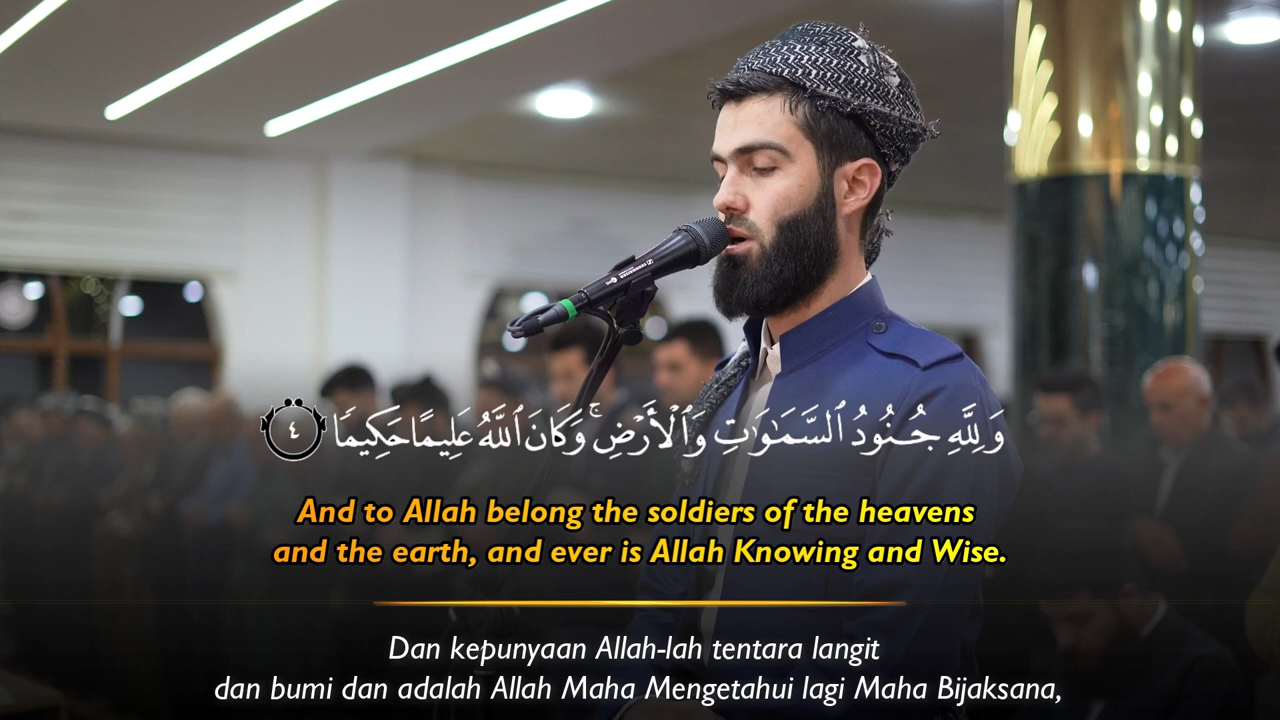 وَلِلَّهِ جُنُودُ ٱلسَّمَٰوَٰتِ وَٱلْأَرْضِ ۚ وَكَانَ ٱللَّهُ عَلِيمًا حَكِيمًا ٤
And to Allah belong the soldiers of the heavens
and the earth, and ever is Allah Knowing and Wise.
Dan kepunyaan Allah-lah tentara langit
dan bumi dan adalah Allah Maha Mengetahui lagi Maha Bijaksana,